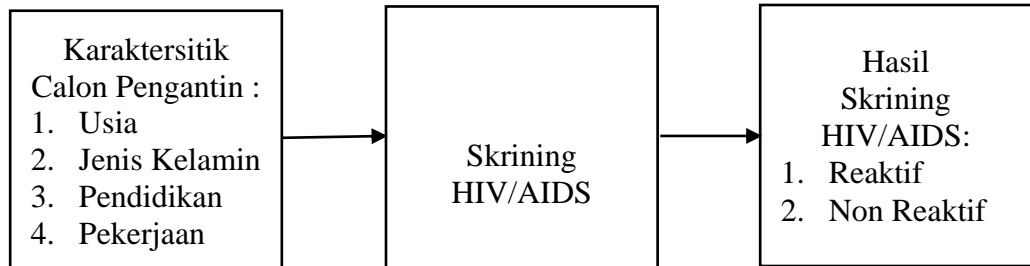 Karaktersitik
Calon Pengantin :
1. Usia
2. Jenis Kelamin
3. Pendidikan
4. Pekerjaan
Skrining
HIV/AIDS
Hasil
Skrining
HIV/AIDS:
1. Reaktif
2. Non Reaktif